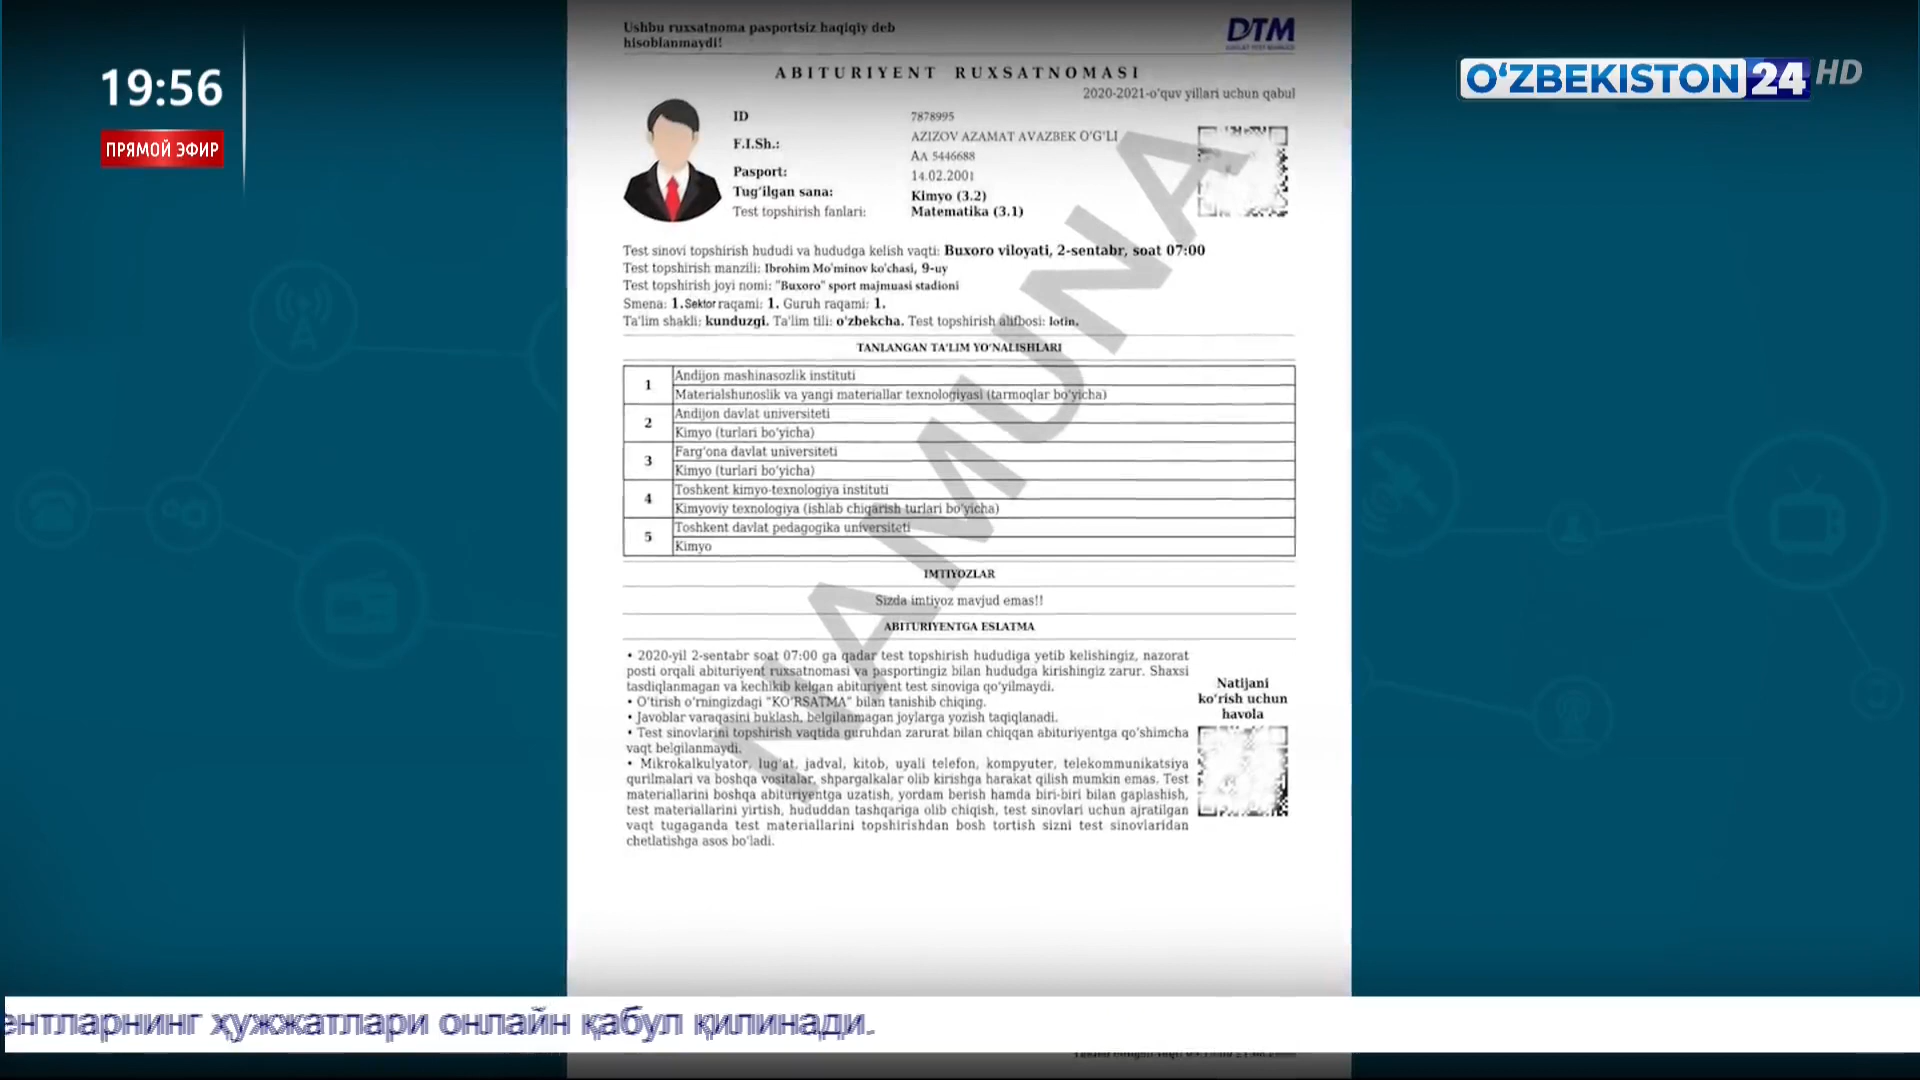 19:56
ПРЯМОЙ ЭФИР
O‘ZBEKISTON 24 HD
Ushbu ruxsatnoma pasportsiz haqiqiy deb
hisoblanmaydi!
DTM
ABITURIYENT RUXSATNOMASI
2020-2021-o‘quv yillari uchun qabul
ID 7878995
F.I.Sh.: AZIZOV AZAMAT AVAZBEK O‘G‘LI
Pasport: AA 5446688
Tug‘ilgan sana: 14.02.2001
Test topshirish fanlari: Kimyo (3.2)
Matematika (3.1)
NAMUNA
Test sinovi topshirish hududi va hududga kelish vaqti: Buxoro viloyati, 2-sentabr, soat 07:00
Test topshirish manzili: Ibrohim Mo‘minov ko‘chasi, 9-uy
Test topshirish joyi nomi: "Buxoro" sport majmuasi stadioni
Smena: 1. Sektor raqami: 1. Guruh raqami: 1.
Ta’lim shakli: kunduzgi. Ta’lim tili: o‘zbekcha. Test topshirish alifbosi: lotin.
TANLANGAN TA’LIM YO‘NALISHLARI
1 Andijon mashinasozlik instituti
Materialshunoslik va yangi materiallar texnologiyasi (tarmoqlar bo‘yicha)
2 Andijon davlat universiteti
Kimyo (turlari bo‘yicha)
3 Farg‘ona davlat universiteti
Kimyo (turlari bo‘yicha)
4 Toshkent kimyo-texnologiya instituti
Kimyoviy texnologiya (ishlab chiqarish turlari bo‘yicha)
5 Toshkent davlat pedagogika universiteti
Kimyo
IMTIYOZLAR
Sizda imtiyoz mavjud emas!!
ABITURIYENTGA ESLATMA
• 2020-yil 2-sentabr soat 07:00 ga qadar test topshirish hududiga yetib kelishingiz, nazorat
posti orqali abituriyent ruxsatnomasi va pasportingiz bilan hududga kirishingiz zarur. Shaxsi
tasdiqlanmagan va kechikib kelgan abituriyent test sinoviga qo‘yilmaydi.
• O‘tirish o‘rningizdagi "KO‘RSATMA" bilan tanishib chiqing.
• Javoblar varaqasini buklash, belgilanmagan joylarga yozish taqiqlanadi.
• Test sinovlarini topshirish vaqtida guruhdan zarurat bilan chiqqan abituriyentga qo‘shimcha
vaqt belgilanmaydi.
• Mikrokalkulyator, lug‘at, jadval, kitob, uyali telefon, kompyuter, telekommunikatsiya
qurilmalari va boshqa vositalar, shpargalkalar olib kirishga harakat qilish mumkin emas. Test
materiallarini boshqa abituriyentga uzatish, yordam berish hamda biri-biri bilan gaplashish,
test materiallarini yirtish, hududdan tashqariga olib chiqish, test sinovlari uchun ajratilgan
vaqt tugaganda test materiallarini topshirishdan bosh tortish sizni test sinovlaridan
chetlatishga asos bo‘ladi.
Natijani
ko‘rish uchun
havola
ентларнинг ҳужжатлари онлайн қабул қилинади.